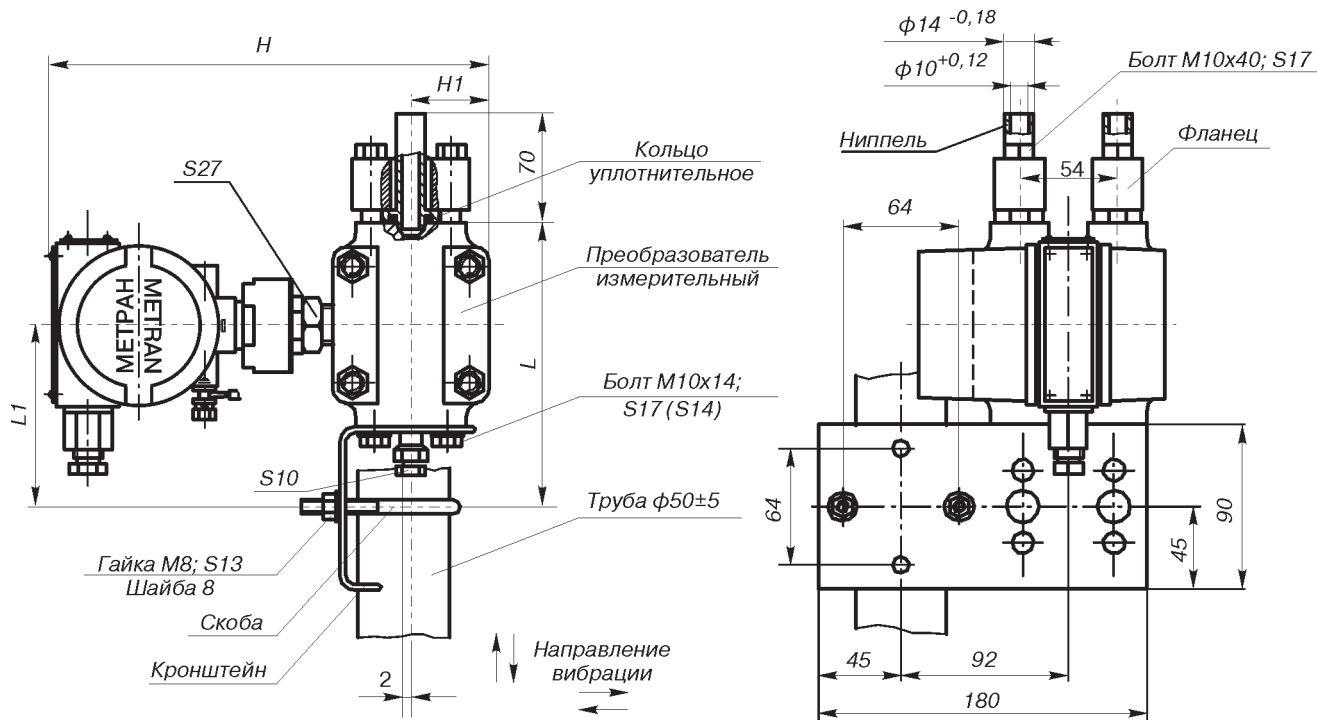 H
H1
S27
70
Кольцо
уплотнительное
Преобразователь
измерительный
МЕТРАН
METRAN
L
L1
Болт М10х14;
S17 (S14)
S10
Труба ф50±5
Гайка М8; S13
Шайба 8
Скоба
Кронштейн
2
Направление
вибрации
ф14 -0,18
ф10+0,12
Болт М10х40; S17
Ниппель
Фланец
54
64
64
90
45
45
92
180